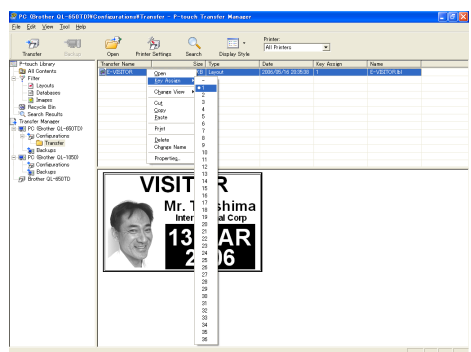 PC (Brother QL-650TD)¥Configurations¥Transfer - P-touch Transfer Manager
File Edit View Tool Help
Transfer Backup Open Printer Settings Search Display Style
Printer:
All Printers
P-touch Library
All Contents
Filter
Layouts
Databases
Images
Recycle Bin
Search Results
Transfer Manager
PC (Brother QL-650TD)
Configurations
Transfer
Backups
PC (Brother QL-1050)
Configurations
Backups
Brother QL-650TD
Transfer Name Size Type Date Key Assign Name
E-VISITOR KB Layout 1 E-VISITOR.lbl
Open
Key Assign
Change View
Cut
Copy
Paste
Print
Delete
Change Name
Properties...
-
1
2
3
4
5
6
7
8
9
10
11
12
13
14
15
16
17
18
19
20
21
22
23
24
25
26
27
28
29
30
31
32
33
34
35
36
VISIT R
Mr. T shima
Inter al Corp
13 AR
2 06